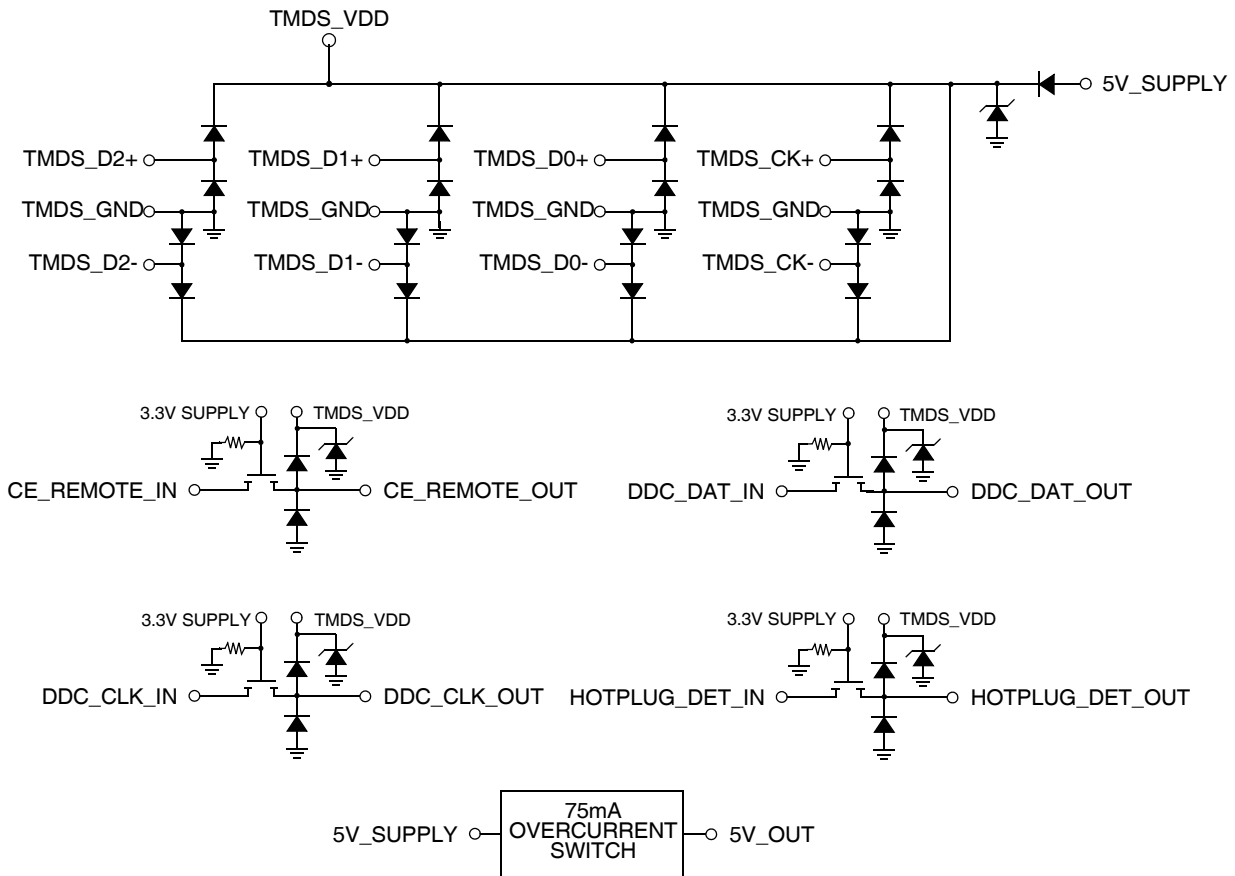 TMDS_VDD
5V_SUPPLY
TMDS_D2+
TMDS_D1+
TMDS_D0+
TMDS_CK+
TMDS_GND
TMDS_GND
TMDS_GND
TMDS_GND
TMDS_D2-
TMDS_D1-
TMDS_D0-
TMDS_CK-
3.3V SUPPLY
TMDS_VDD
3.3V SUPPLY
TMDS_VDD
CE_REMOTE_IN
CE_REMOTE_OUT
DDC_DAT_IN
DDC_DAT_OUT
3.3V SUPPLY
TMDS_VDD
3.3V SUPPLY
TMDS_VDD
DDC_CLK_IN
DDC_CLK_OUT
HOTPLUG_DET_IN
HOTPLUG_DET_OUT
5V_SUPPLY
75mA
OVERCURRENT
SWITCH
5V_OUT